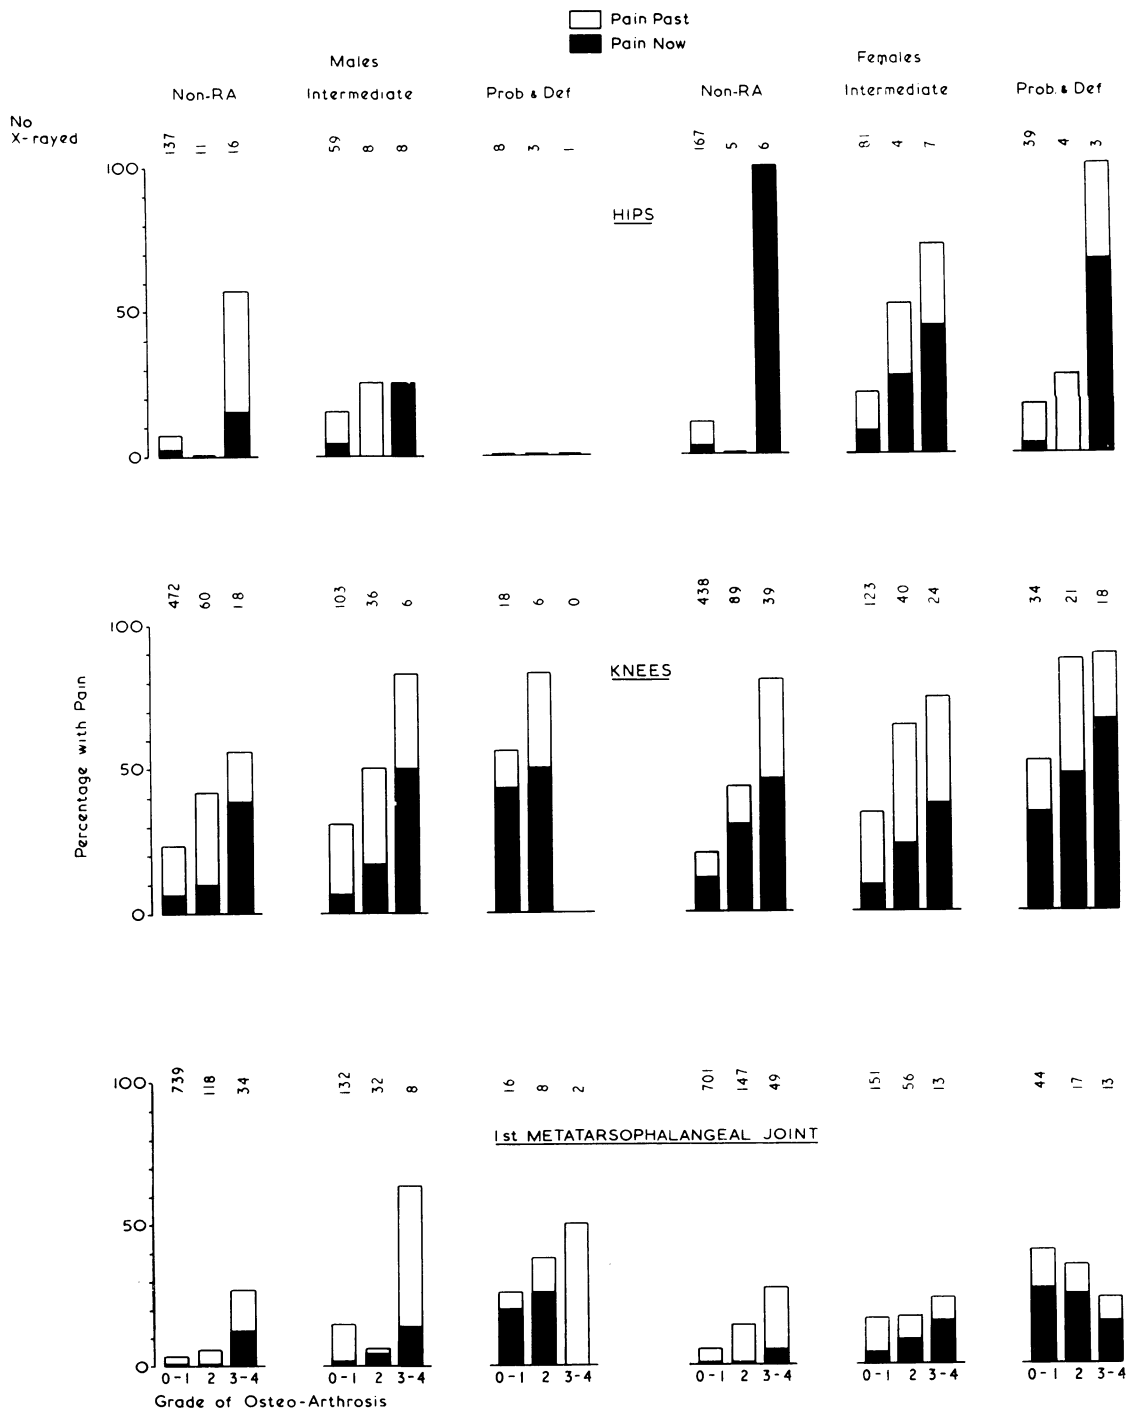 Pain Past
Pain Now
Males
Females
Non-RA Intermediate Prob & Def Non-RA Intermediate Prob. & Def
No
X-rayed
137 11 16 59 8 8 8 3 1 167 5 6 81 4 7 39 4 3
100
HIPS
50
0
472 60 18 103 36 6 18 6 0 438 89 39 123 40 24 34 21 18
100
KNEES
Percentage with Pain
50
0
739 118 34 132 32 8 16 8 2 701 147 49 151 56 13 44 17 13
100
1st METATARSOPHALANGEAL JOINT
50
0
0-1 2 3-4 0-1 2 3-4 0-1 2 3-4 0-1 2 3-4 0-1 2 3-4 0-1 2 3-4
Grade of Osteo-Arthrosis